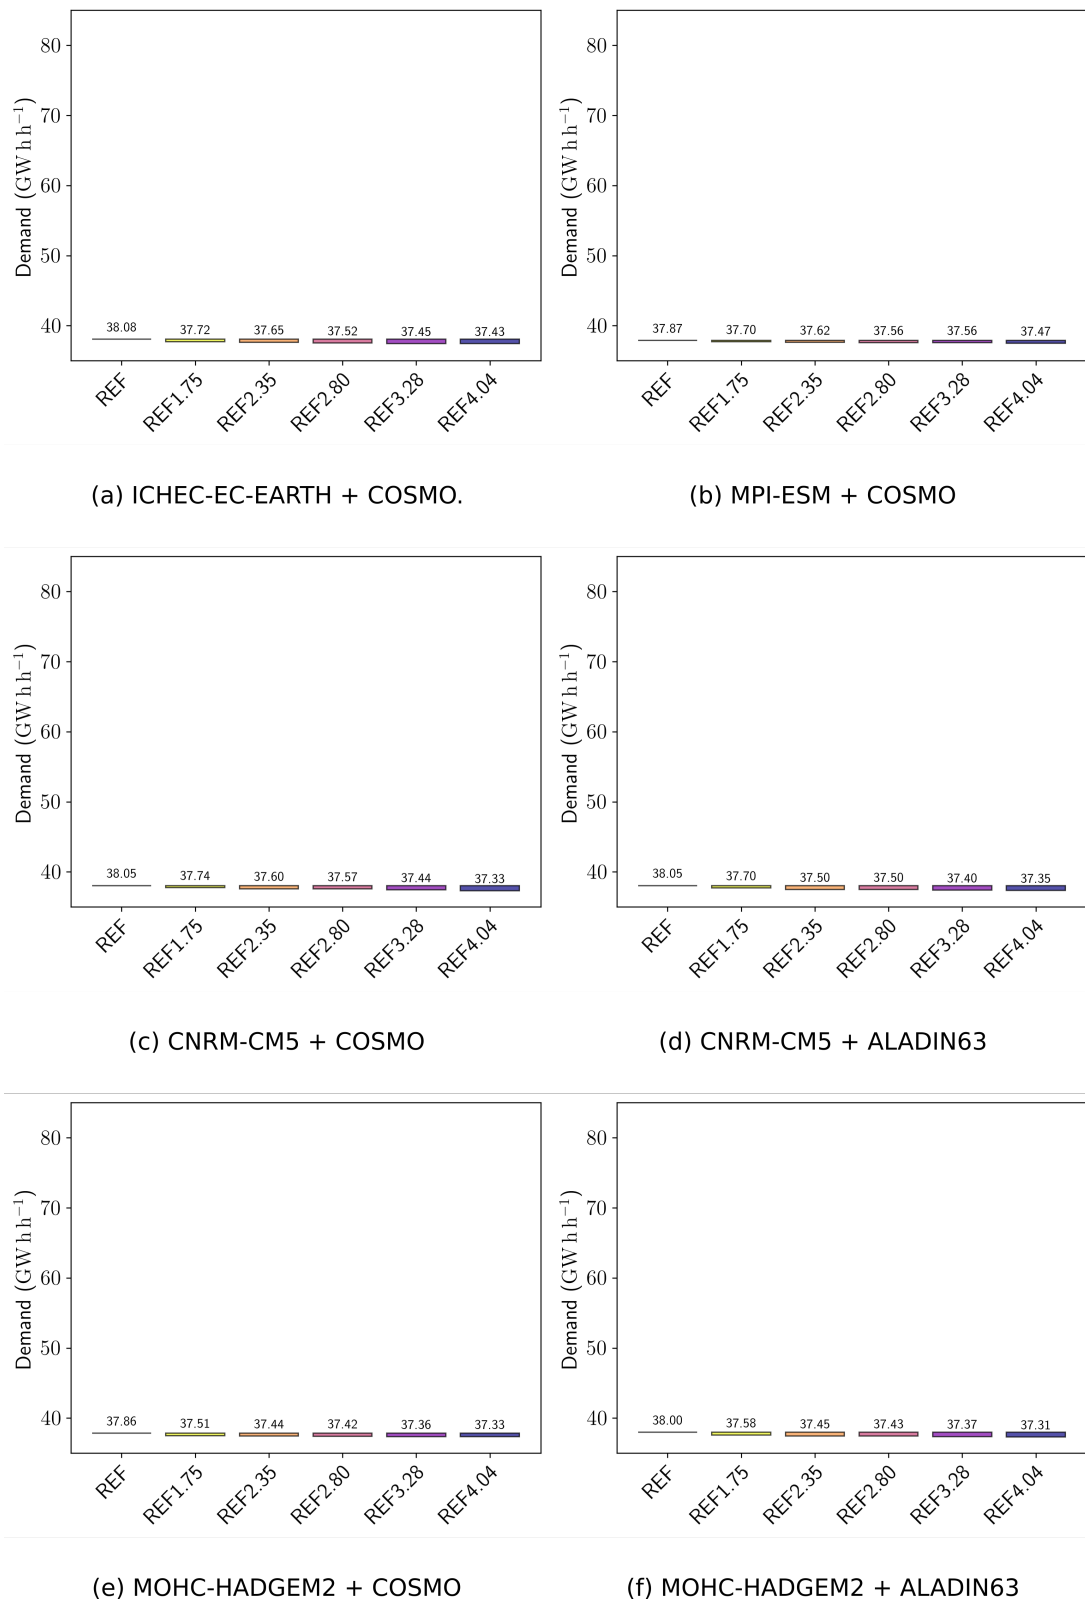 80
70
60
50
40
Demand (GW h h⁻¹)
38.08 37.72 37.65 37.52 37.45 37.43
REF REF1.75 REF2.35 REF2.80 REF3.28 REF4.04
(a) ICHEC-EC-EARTH + COSMO.
80
70
60
50
40
Demand (GW h h⁻¹)
37.87 37.70 37.62 37.56 37.56 37.47
REF REF1.75 REF2.35 REF2.80 REF3.28 REF4.04
(b) MPI-ESM + COSMO
80
70
60
50
40
Demand (GW h h⁻¹)
38.05 37.74 37.60 37.57 37.44 37.33
REF REF1.75 REF2.35 REF2.80 REF3.28 REF4.04
(c) CNRM-CM5 + COSMO
80
70
60
50
40
Demand (GW h h⁻¹)
38.05 37.70 37.50 37.50 37.40 37.35
REF REF1.75 REF2.35 REF2.80 REF3.28 REF4.04
(d) CNRM-CM5 + ALADIN63
80
70
60
50
40
Demand (GW h h⁻¹)
37.86 37.51 37.44 37.42 37.36 37.33
REF REF1.75 REF2.35 REF2.80 REF3.28 REF4.04
(e) MOHC-HADGEM2 + COSMO
80
70
60
50
40
Demand (GW h h⁻¹)
38.00 37.58 37.45 37.43 37.37 37.31
REF REF1.75 REF2.35 REF2.80 REF3.28 REF4.04
(f) MOHC-HADGEM2 + ALADIN63